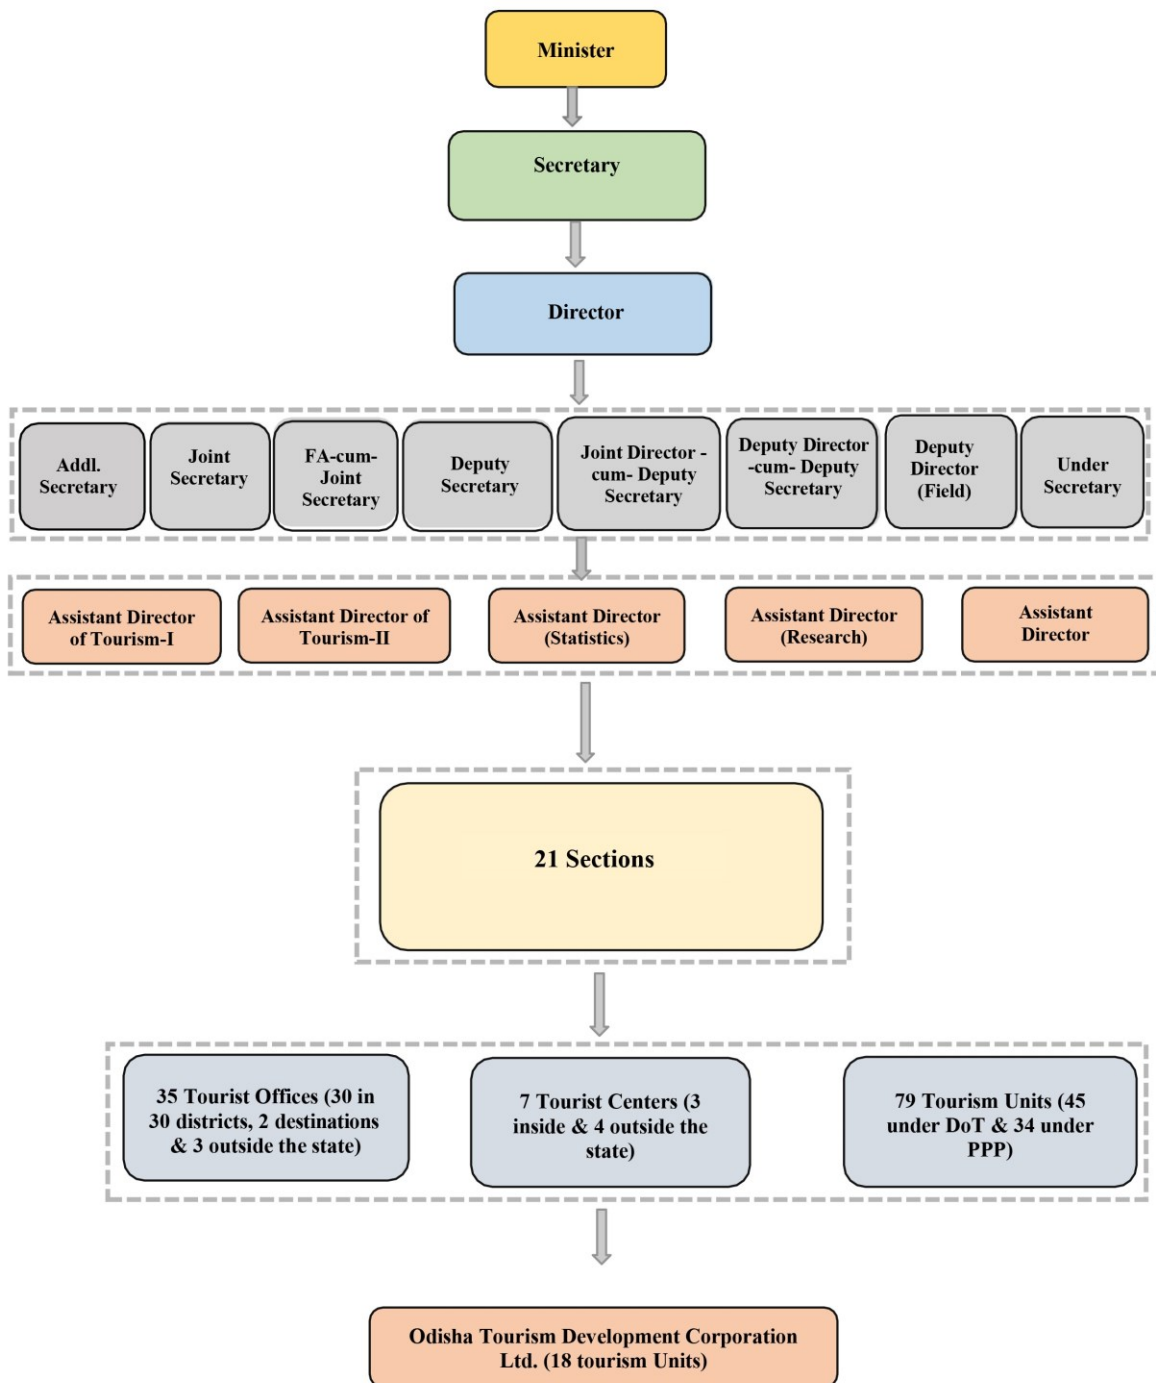 Minister
Secretary
Director
Addl.
Secretary
Joint
Secretary
FA-cum-
Joint
Secretary
Deputy
Secretary
Joint Director -
cum- Deputy
Secretary
Deputy Director
-cum- Deputy
Secretary
Deputy
Director
(Field)
Under
Secretary
Assistant Director
of Tourism-I
Assistant Director of
Tourism-II
Assistant Director
(Statistics)
Assistant Director
(Research)
Assistant
Director
21 Sections
35 Tourist Offices (30 in
30 districts, 2 destinations
& 3 outside the state)
7 Tourist Centers (3
inside & 4 outside the
state)
79 Tourism Units (45
under DoT & 34 under
PPP)
Odisha Tourism Development Corporation
Ltd. (18 tourism Units)